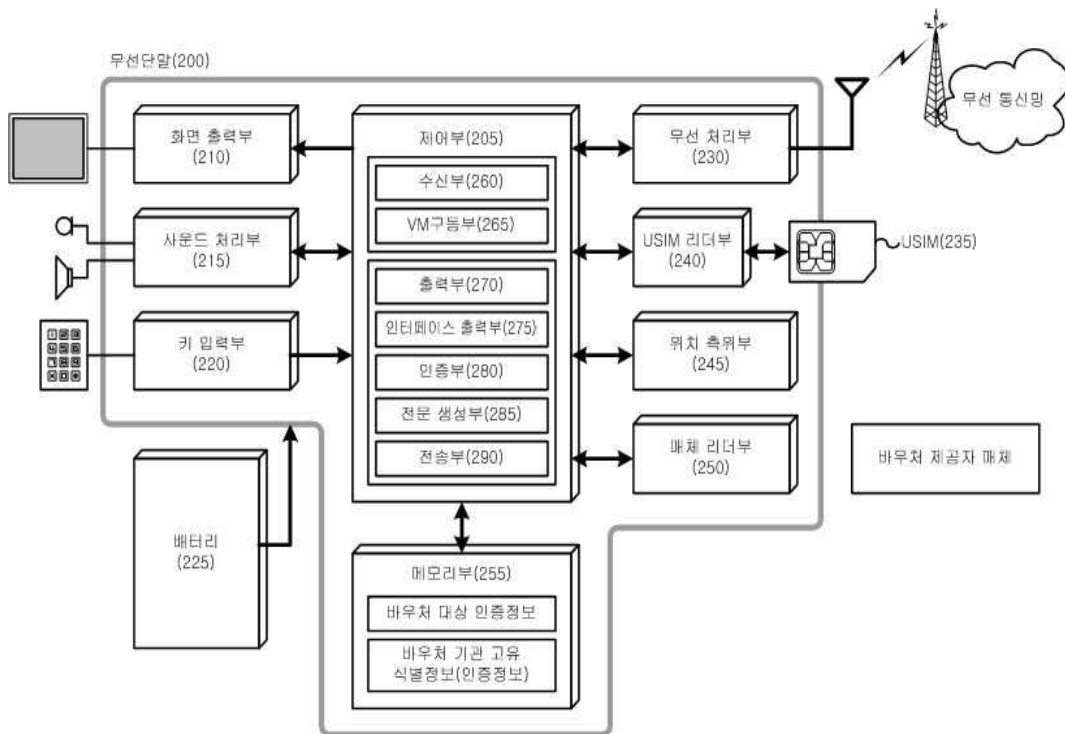 무선단말(200)
무선 통신망
화면 출력부
(210)
제어부(205)
무선 처리부
(230)
수신부(260)
VM구동부(265)
사운드 처리부
(215)
USIM 리더부
(240)
USIM(235)
출력부(270)
인터페이스 출력부(275)
키 입력부
(220)
위치 측위부
(245)
인증부(280)
전문 생성부(285)
전송부(290)
매체 리더부
(250)
바우처 제공자 매체
배터리
(225)
메모리부(255)
바우처 대상 인증정보
바우처 기관 고유
식별정보(인증정보)